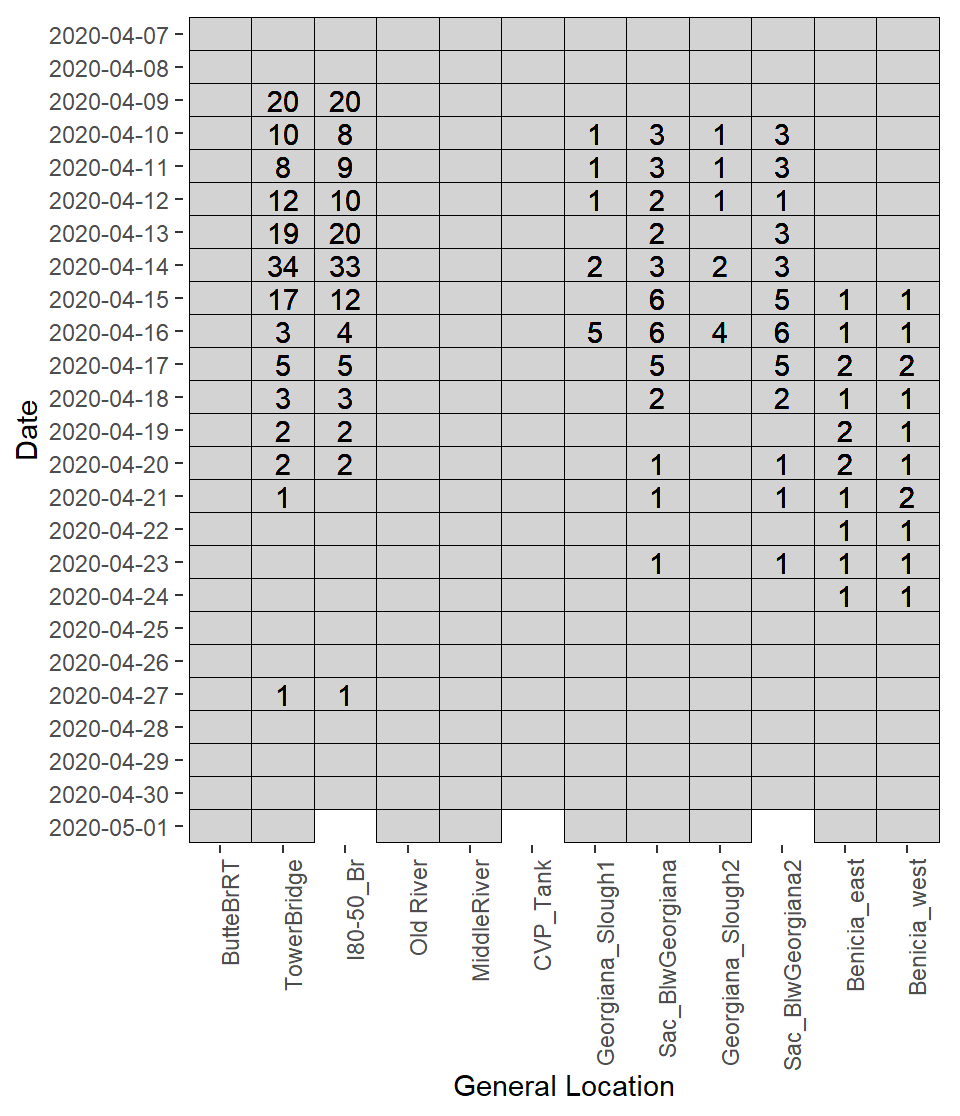 2020-04-07
2020-04-08
2020-04-09 20 20
2020-04-10 10 8 1 3 1 3
2020-04-11 8 9 1 3 1 3
2020-04-12 12 10 1 2 1 1
2020-04-13 19 20 2 3
2020-04-14 34 33 2 3 2 3
2020-04-15 17 12 6 5 1 1
2020-04-16 3 4 5 6 4 6 1 1
2020-04-17 5 5 5 5 2 2
2020-04-18 3 3 2 2 1 1
2020-04-19 2 2 2 1
2020-04-20 2 2 1 1 2 1
2020-04-21 1 1 1 1 2
2020-04-22 1 1
2020-04-23 1 1 1 1
2020-04-24 1 1
2020-04-25
2020-04-26
2020-04-27 1 1
2020-04-28
2020-04-29
2020-04-30
2020-05-01
Date
ButteBrRT
TowerBridge
I80-50_Br
Old River
MiddleRiver
CVP_Tank
Georgiana_Slough1
Sac_BlwGeorgiana
Georgiana_Slough2
Sac_BlwGeorgiana2
Benicia_east
Benicia_west
General Location